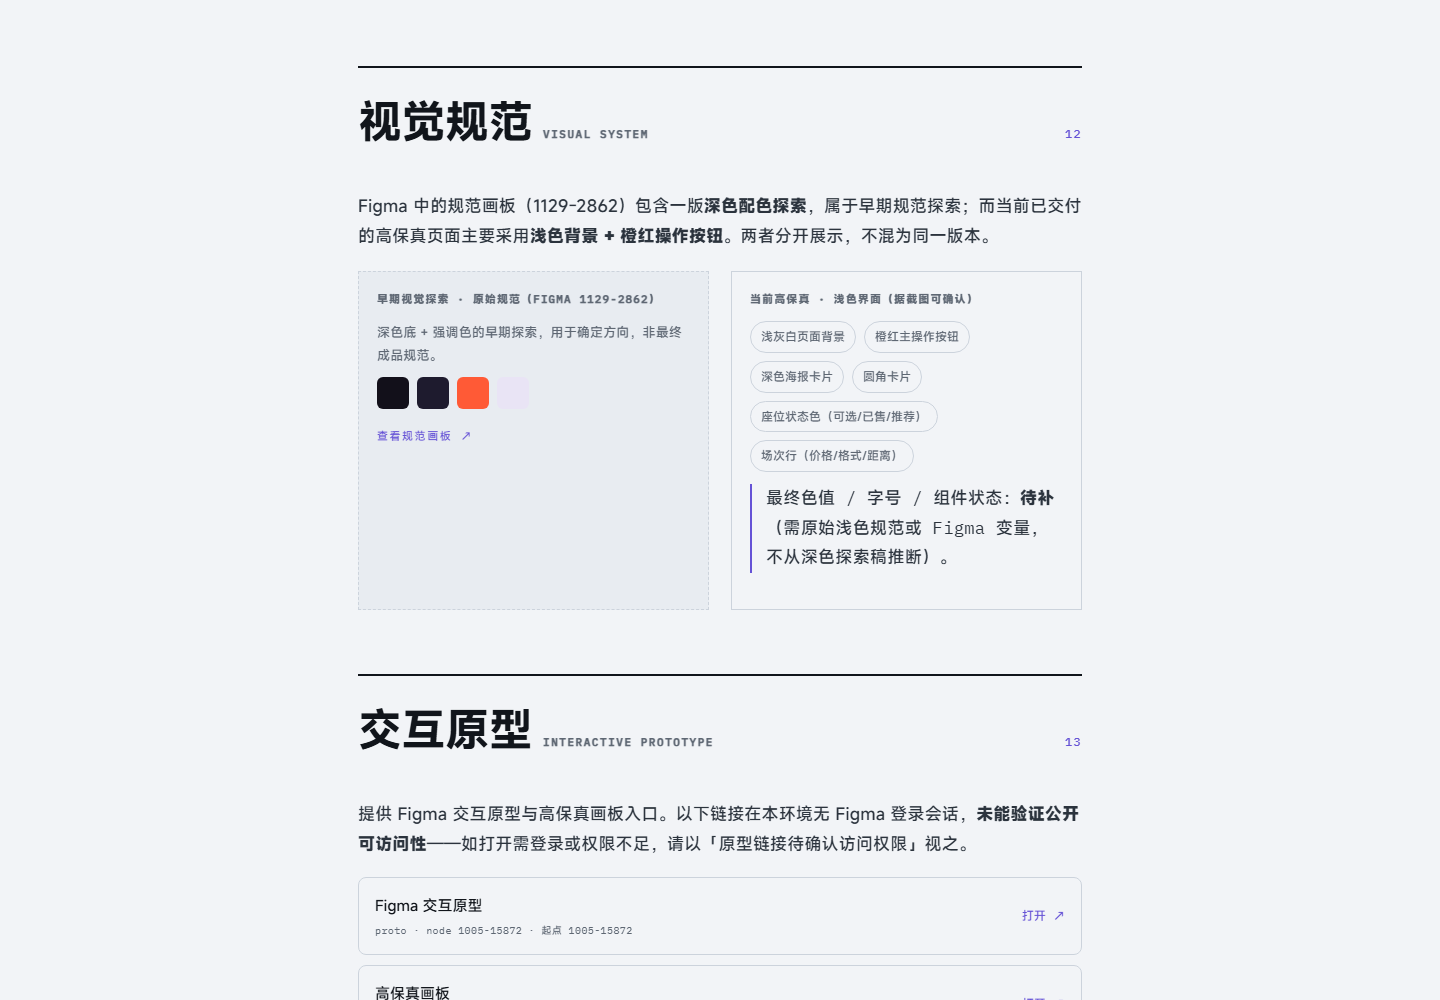 视觉规范 VISUAL SYSTEM 12
Figma 中的规范画板（1129-2862）包含一版深色配色探索，属于早期规范探索；而当前已交付
的高保真页面主要采用浅色背景 + 橙红操作按钮。两者分开展示，不混为同一版本。
早期视觉探索 · 原始规范（FIGMA 1129-2862）
深色底 + 强调色的早期探索，用于确定方向，非最终
成品规范。
查看规范画板 ↗
当前高保真 · 浅色界面（据截图可确认）
浅灰白页面背景 橙红主操作按钮
深色海报卡片 圆角卡片
座位状态色（可选/已售/推荐）
场次行（价格/格式/距离）
最终色值 / 字号 / 组件状态：待补
（需原始浅色规范或 Figma 变量，
不从深色探索稿推断）。
交互原型 INTERACTIVE PROTOTYPE 13
提供 Figma 交互原型与高保真画板入口。以下链接在本环境无 Figma 登录会话，未能验证公开
可访问性——如打开需登录或权限不足，请以「原型链接待确认访问权限」视之。
Figma 交互原型
proto · node 1005-15872 · 起点 1005-15872
打开 ↗
高保真画板